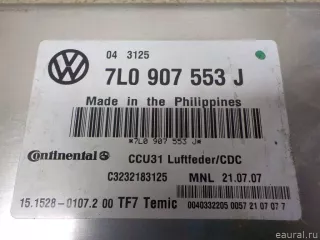 04 3125
7L0 907 553 J
Made in the Philippines
*7L0 907 553 J*
Continental
CCU31 Luftfeder/CDC
C3232183125 MNL 21.07.07
15.1528-0107.2 00 TF7 Temic
0040332205 0057 21 07 07 7
eaural.ru